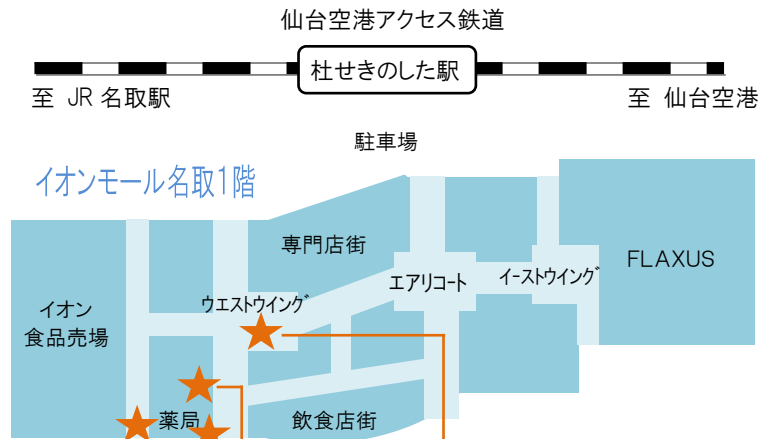 仙台空港アクセス鉄道
杜せきのした駅
至 JR 名取駅
至 仙台空港
駐車場
イオンモール名取1階
専門店街
エアリコート
イーストウイング
FLAXUS
ウエストウイング
イオン
食品売場
薬局
飲食店街